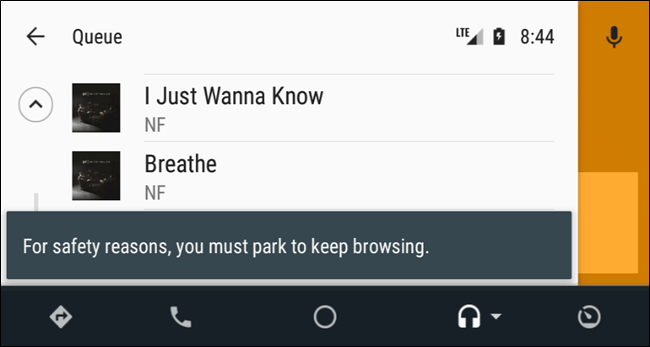 Queue
LTE 8:44
I Just Wanna Know
NF
Breathe
NF
For safety reasons, you must park to keep browsing.